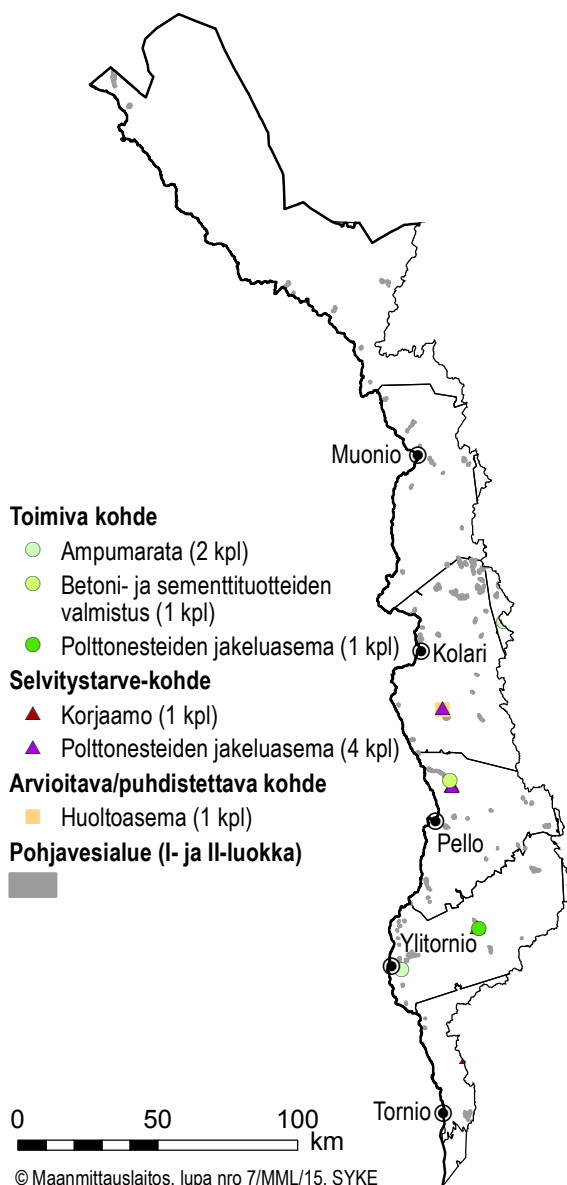 Muonio
Toimiva kohde
Ampumarata (2 kpl)
Betoni- ja sementtituotteiden
valmistus (1 kpl)
Polttonesteiden jakeluasema (1 kpl)
Kolari
Selvitystarve-kohde
Korjaamo (1 kpl)
Polttonesteiden jakeluasema (4 kpl)
Arvioitava/puhdistettava kohde
Huoltoasema (1 kpl)
Pello
Pohjavesialue (I- ja II-luokka)
Ylitornio
Tornio
0 50 100
km
© Maanmittauslaitos, lupa nro 7/MML/15, SYKE